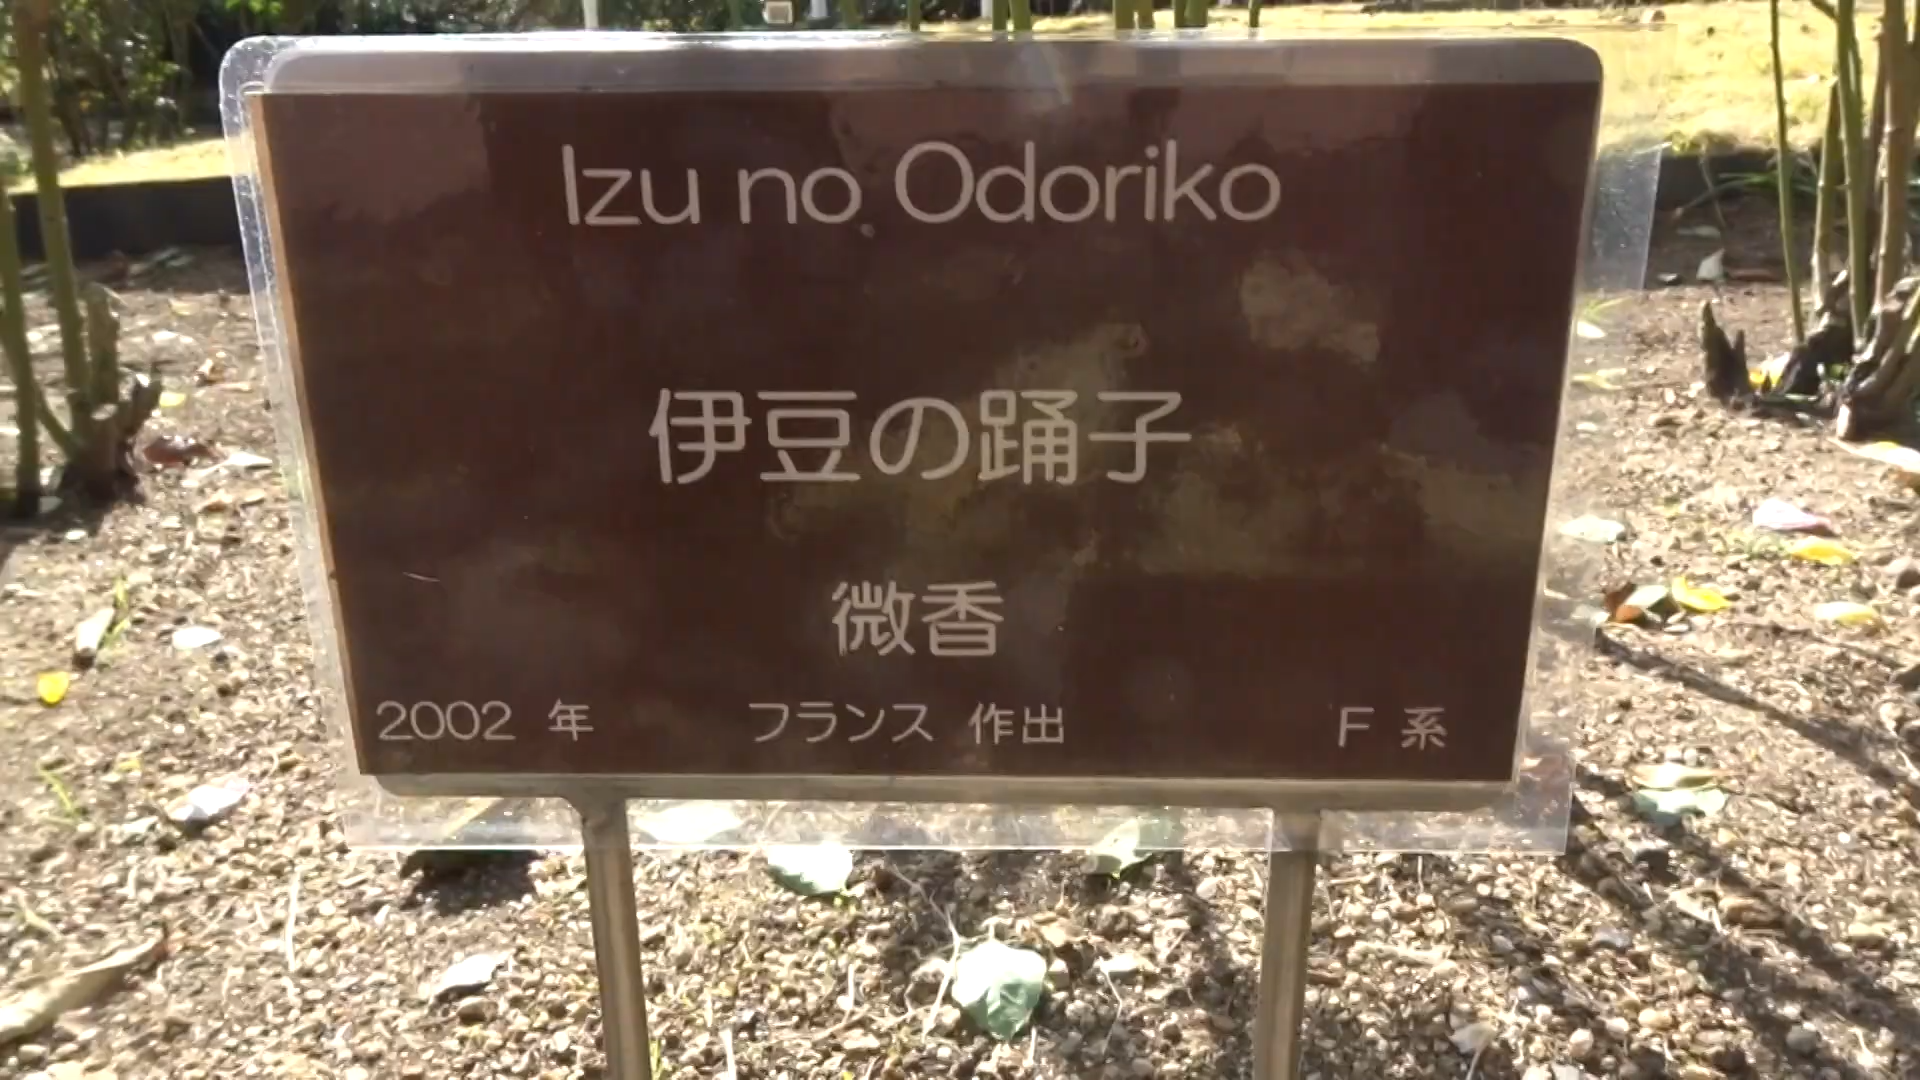 Izu no Odoriko
伊豆の踊子
微香
2002 年 フランス 作出 F 系